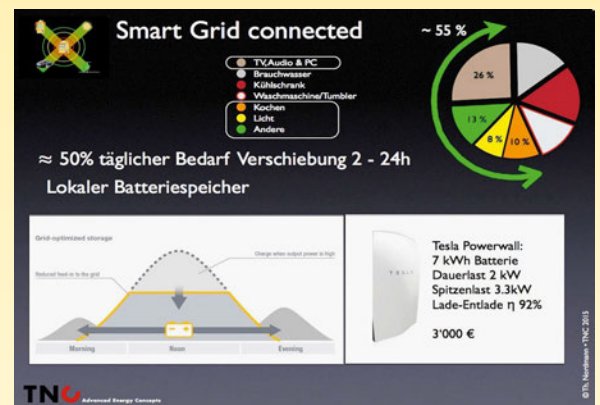 Smart Grid connected
~ 55 %
TV,Audio & PC
Brauchwasser
Kühlschrank
Waschmaschine/Tumbler
Kochen
Licht
Andere
26 %
13 %
8 %
10 %
≈ 50% täglicher Bedarf Verschiebung 2 - 24h
Lokaler Batteriespeicher
Grid-optimized storage
Charge when output power is high
Reduced feed-in to the grid
Morning
Noon
Evening
TESLA
Tesla Powerwall:
7 kWh Batterie
Dauerlast 2 kW
Spitzenlast 3.3kW
Lade-Entlade η 92%
3'000 €
TNC Advanced Energy Concepts
©Th. Nordmann • TNC 2015